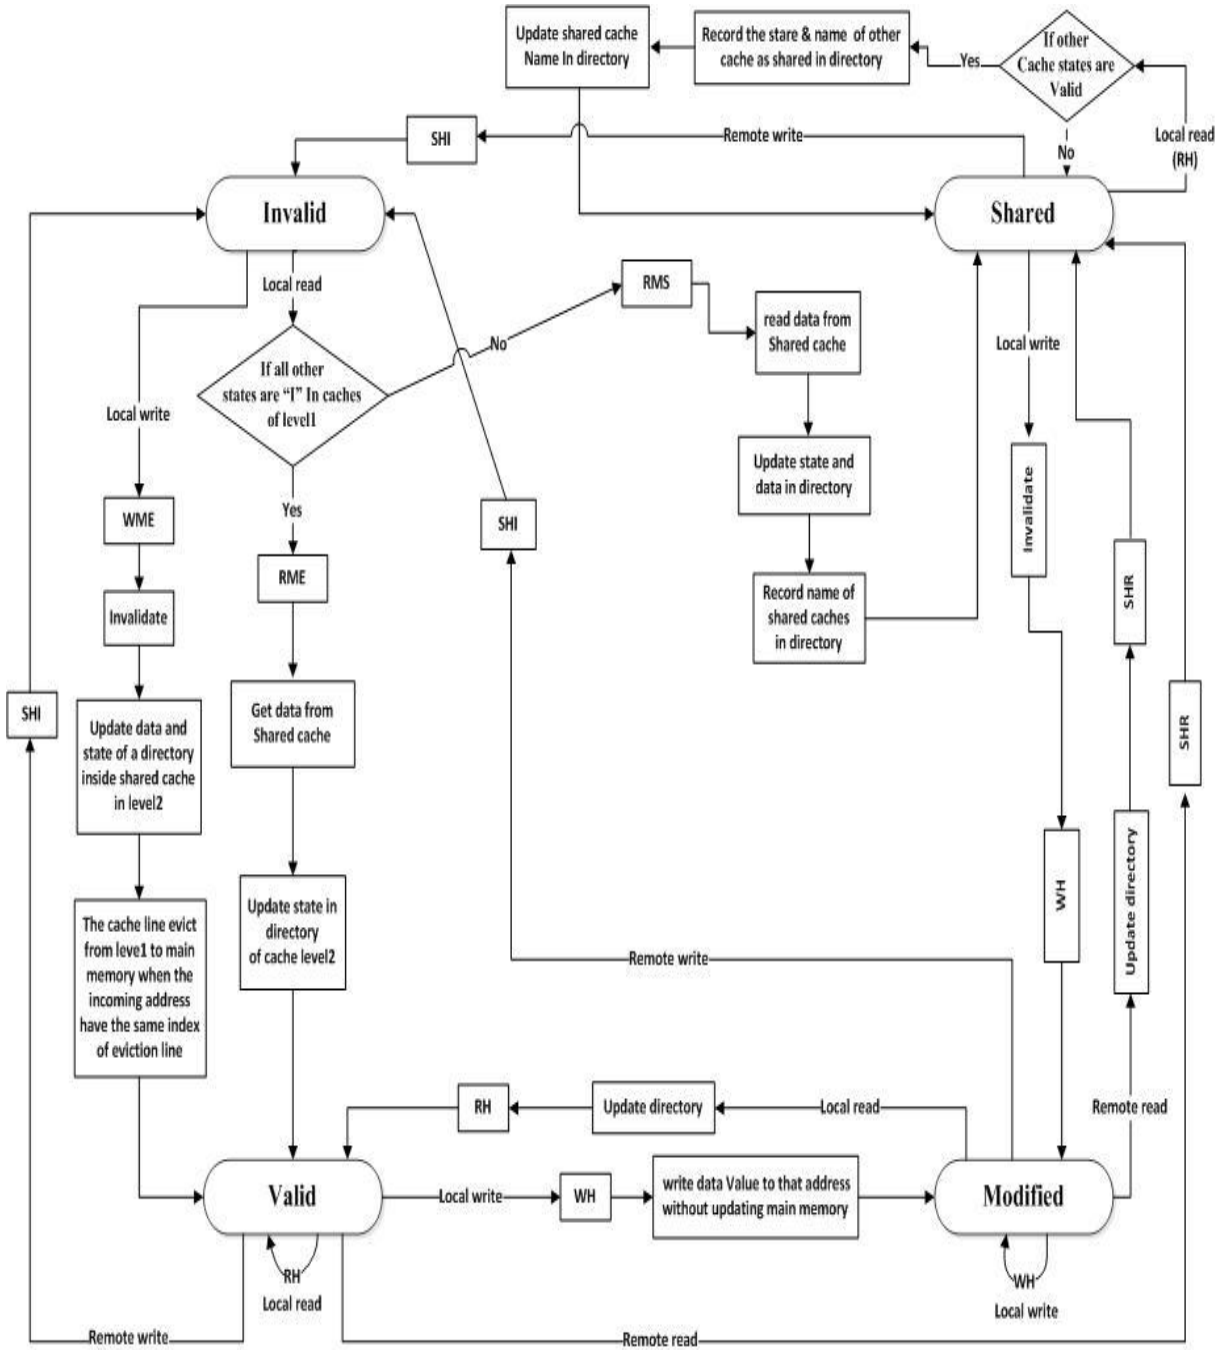 Update shared cache
Name In directory
Record the stare & name of other
cache as shared in directory
Yes
If other
Cache states are
Valid
No
Local read
(RH)
SHI
Remote write
Invalid
Shared
Local read
RMS
read data from
Shared cache
No
Local write
If all other
states are “I” In caches
of level1
Local write
Yes
Update state and
data in directory
Invalidate
WME
SHI
RME
SHR
Invalidate
Record name of
shared caches
in directory
SHI
Update data and
state of a directory
inside shared cache
in level2
Get data from
Shared cache
SHR
WH
Update directory
The cache line evict
from leve1 to main
memory when the
incoming address
have the same index
of eviction line
Update state in
directory
of cache level2
Remote write
RH
Update directory
Local read
Remote read
Valid
Local write
WH
write data Value to that address
without updating main memory
Modified
RH
Local read
WH
Local write
Remote write
Remote read